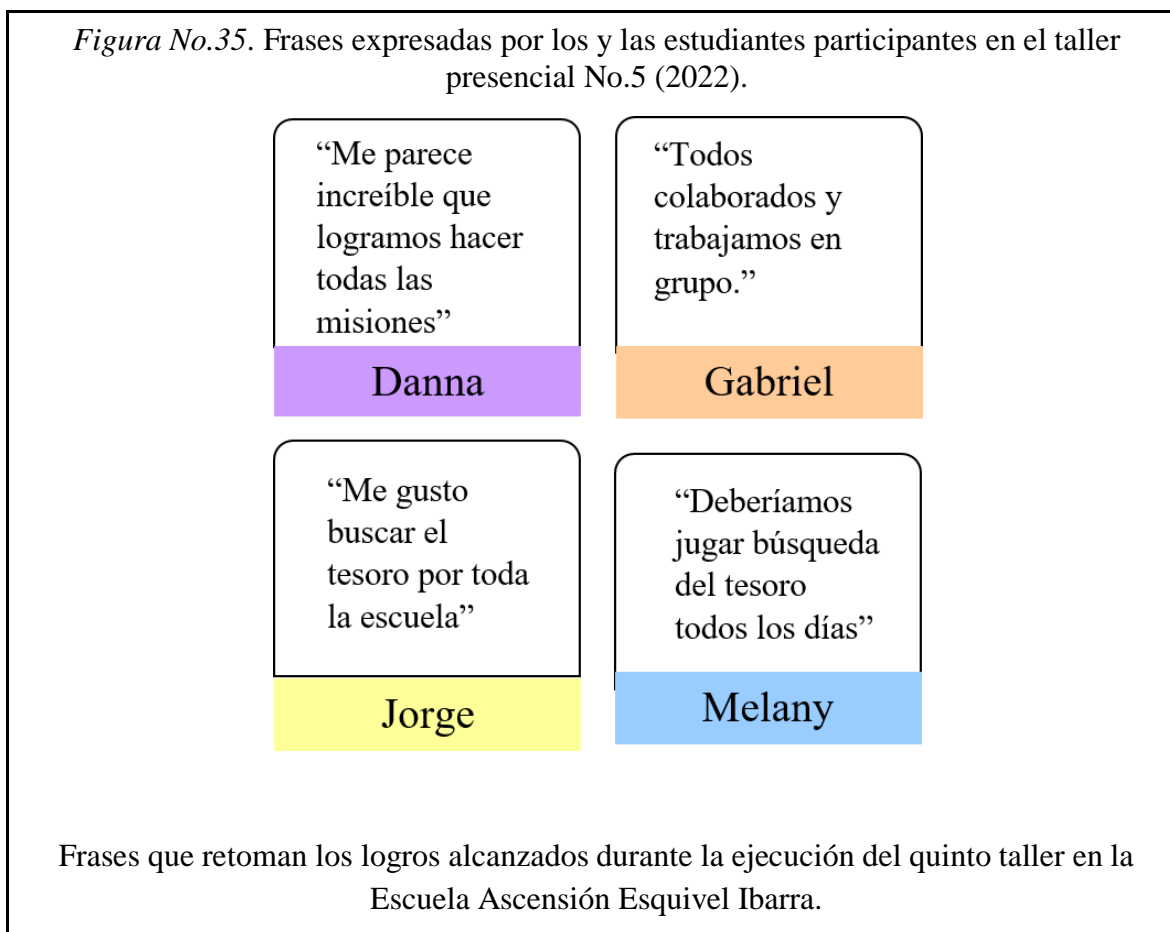 Figura No.35. Frases expresadas por los y las estudiantes participantes en el taller
presencial No.5 (2022).
“Me parece
increíble que
logramos hacer
todas las
misiones”
Danna
“Todos
colaborados y
trabajamos en
grupo.”
Gabriel
“Me gusto
buscar el
tesoro por toda
la escuela”
Jorge
“Deberíamos
jugar búsqueda
del tesoro
todos los días”
Melany
Frases que retoman los logros alcanzados durante la ejecución del quinto taller en la
Escuela Ascensión Esquivel Ibarra.